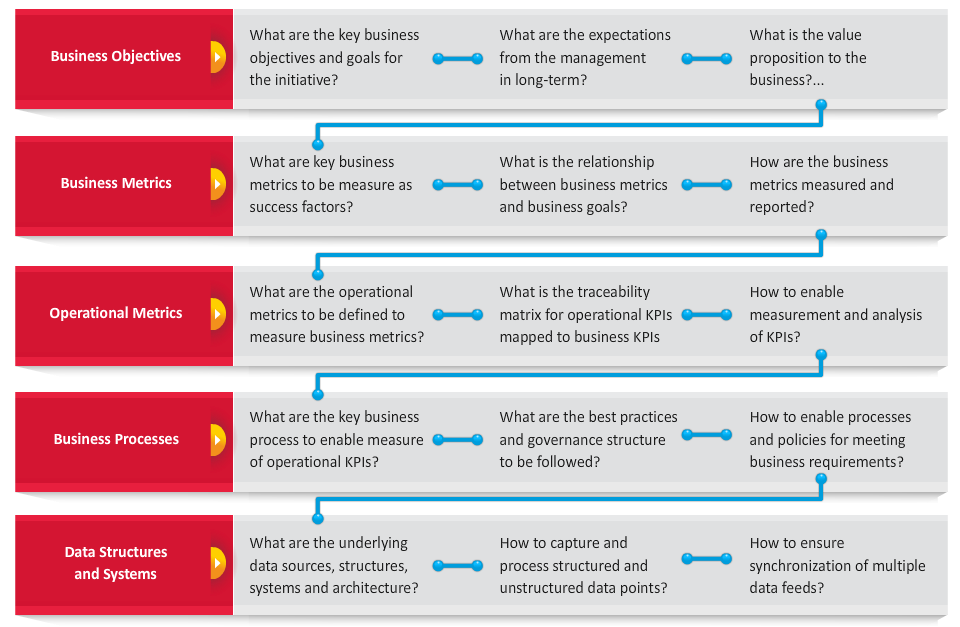 Business Objectives
What are the key business
objectives and goals for
the initiative?
What are the expectations
from the management
in long-term?
What is the value
proposition to the
business?...
Business Metrics
What are key business
metrics to be measure as
success factors?
What is the relationship
between business metrics
and business goals?
How are the business
metrics measured and
reported?
Operational Metrics
What are the operational
metrics to be defined to
measure business metrics?
What is the traceability
matrix for operational KPIs
mapped to business KPIs
How to enable
measurement and analysis
of KPIs?
Business Processes
What are the key business
process to enable measure
of operational KPIs?
What are the best practices
and governance structure
to be followed?
How to enable processes
and policies for meeting
business requirements?
Data Structures
and Systems
What are the underlying
data sources, structures,
systems and architecture?
How to capture and
process structured and
unstructured data points?
How to ensure
synchronization of multiple
data feeds?